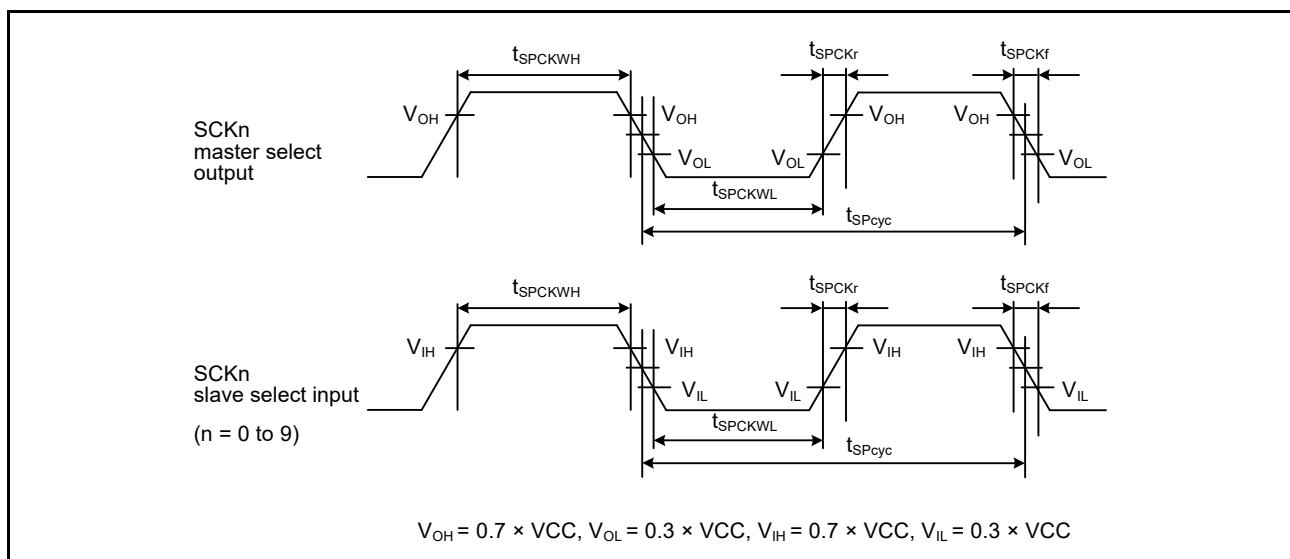 tSPCKWH
tSPCKr
tSPCKf
VOH
VOH
VOH
VOH
SCKn
master select
output
VOL
VOL
VOL
tSPCKWL
tSPcyc
tSPCKWH
tSPCKr
tSPCKf
VIH
VIH
VIH
VIH
SCKn
slave select input
(n = 0 to 9)
VIL
VIL
VIL
tSPCKWL
tSPcyc
VOH = 0.7 × VCC, VOL = 0.3 × VCC, VIH = 0.7 × VCC, VIL = 0.3 × VCC